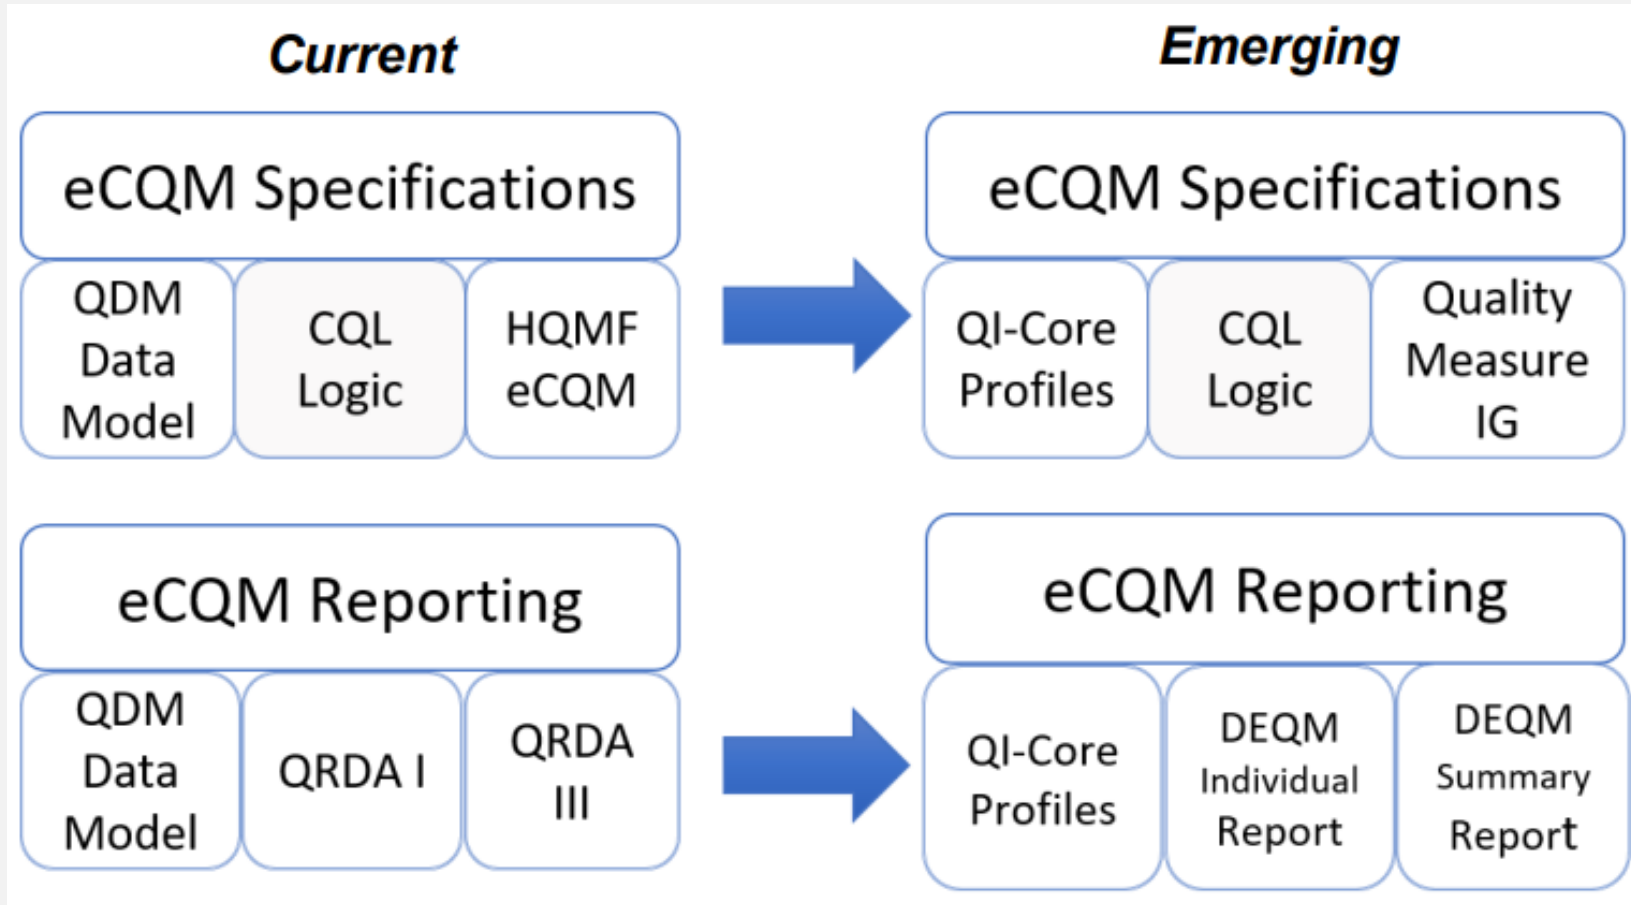 Current
Emerging
eCQM Specifications
QDM
Data
Model
CQL
Logic
HQMF
eCQM
eCQM Specifications
QI-Core
Profiles
CQL
Logic
Quality
Measure
IG
eCQM Reporting
QDM
Data
Model
QRDA I
QRDA
III
eCQM Reporting
QI-Core
Profiles
DEQM
Individual
Report
DEQM
Summary
Report